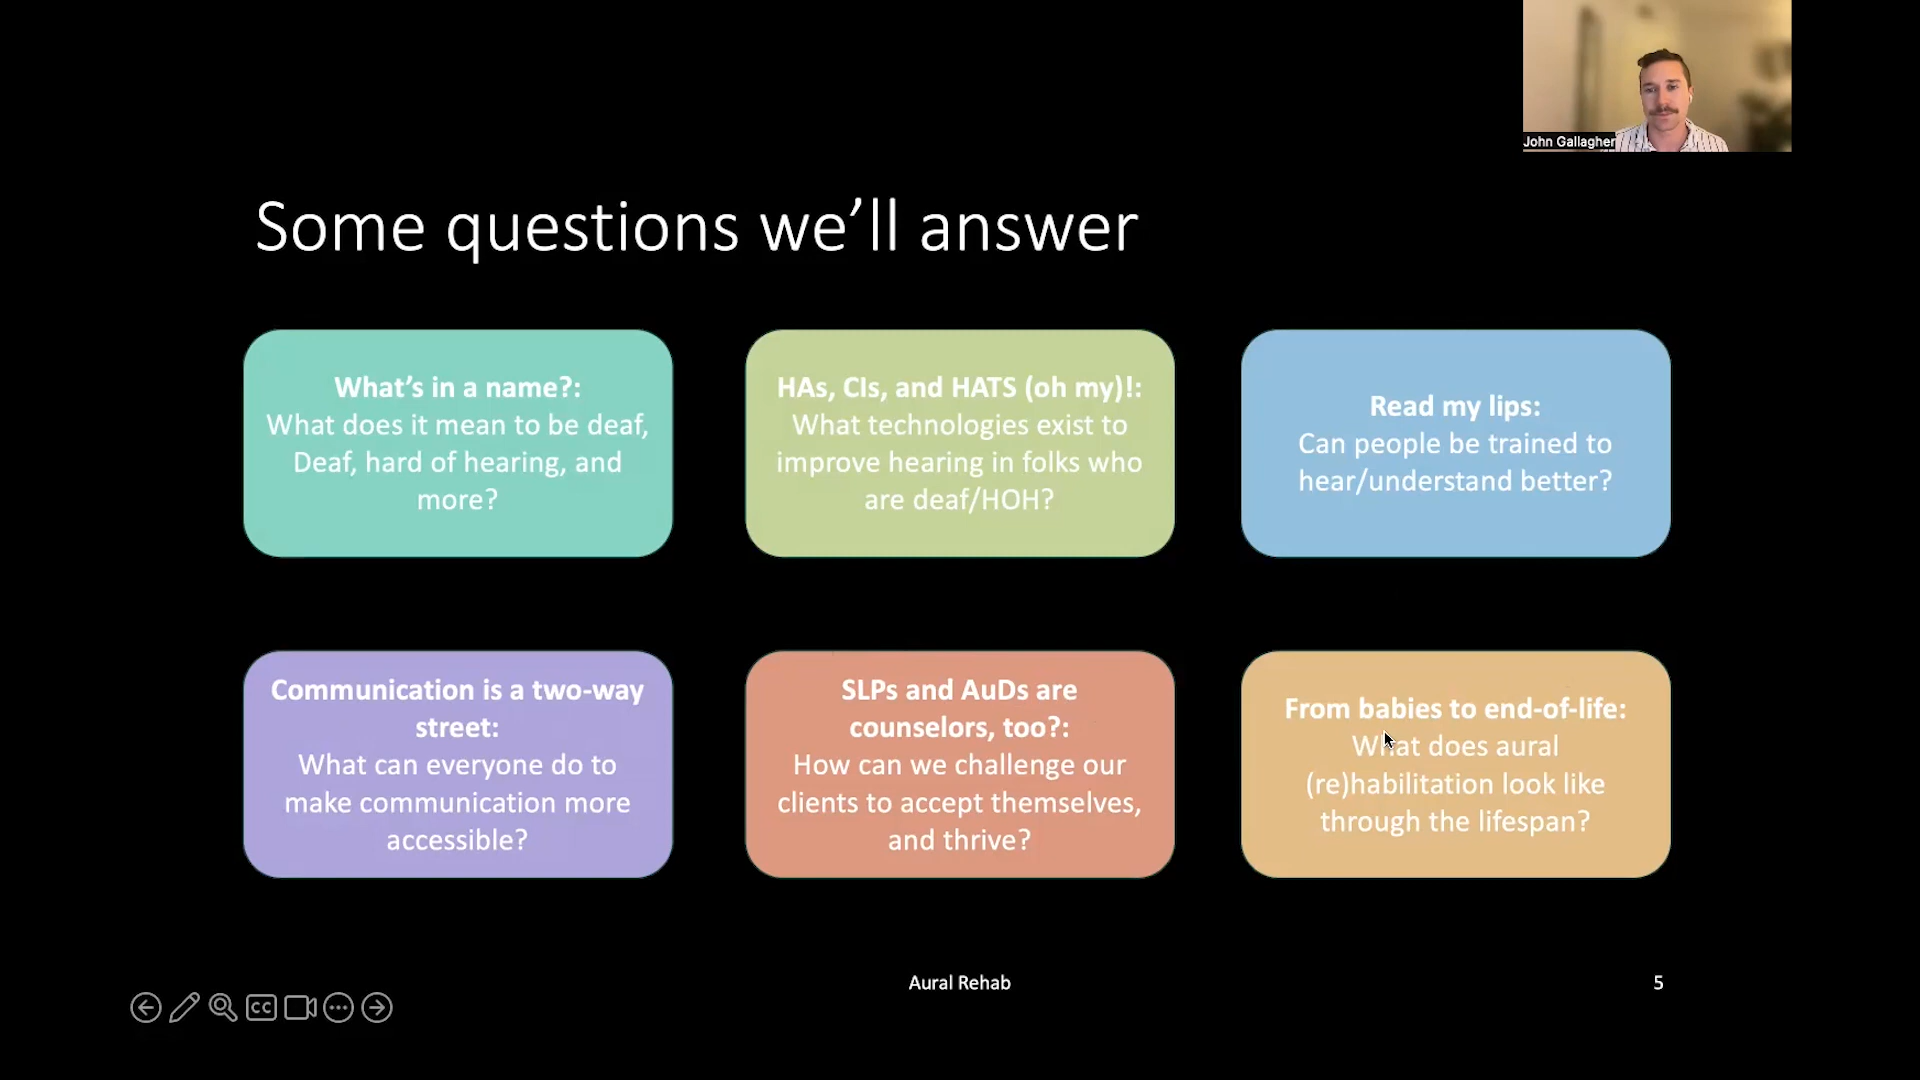 John Gallagher
Some questions we’ll answer
What’s in a name?:
What does it mean to be deaf,
Deaf, hard of hearing, and
more?
HAs, CIs, and HATS (oh my)!:
What technologies exist to
improve hearing in folks who
are deaf/HOH?
Read my lips:
Can people be trained to
hear/understand better?
Communication is a two-way
street:
What can everyone do to
make communication more
accessible?
SLPs and AuDs are
counselors, too?:
How can we challenge our
clients to accept themselves,
and thrive?
From babies to end-of-life:
What does aural
(re)habilitation look like
through the lifespan?
Aural Rehab
5
CC